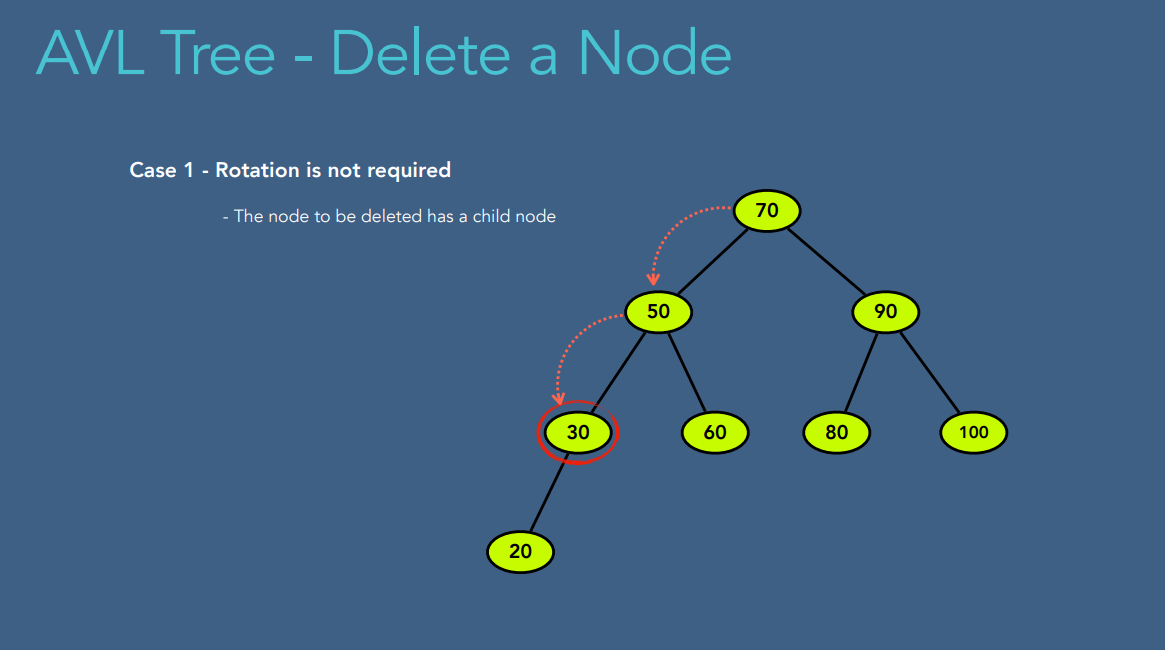 AVL Tree - Delete a Node
Case 1 - Rotation is not required
- The node to be deleted has a child node
70
50
90
30
60
80
100
20